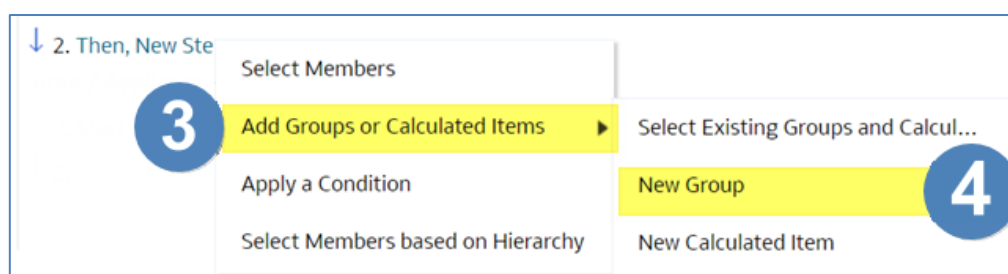 2. Then, New Ste
Select Members
3
Add Groups or Calculated Items
Select Existing Groups and Calcul...
Apply a Condition
New Group
4
Select Members based on Hierarchy
New Calculated Item